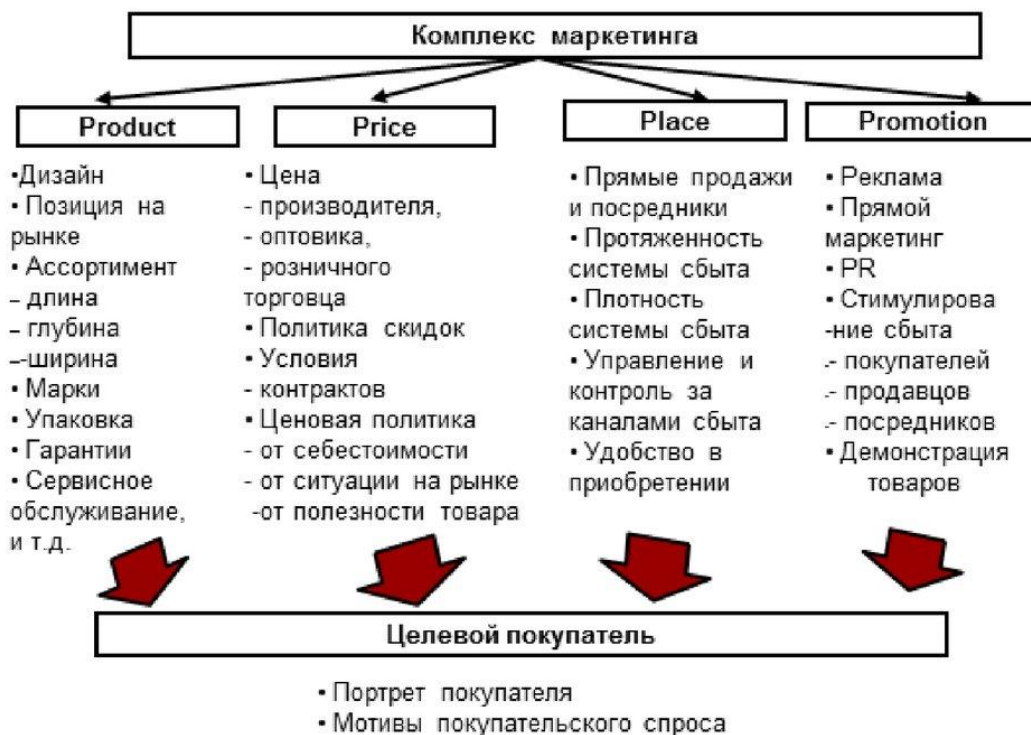 Комплекс маркетинга
Product
•Дизайн
• Позиция на
рынке
• Ассортимент
– длина
– глубина
–-ширина
• Марки
• Упаковка
• Гарантии
• Сервисное
обслуживание,
и т.д.
Price
• Цена
- производителя,
- оптовика,
- розничного
торговца
• Политика скидок
• Условия
- контрактов
• Ценовая политика
- от себестоимости
- от ситуации на рынке
-от полезности товара
Place
• Прямые продажи
и посредники
• Протяженность
системы сбыта
• Плотность
системы сбыта
• Управление и
контроль за
каналами сбыта
• Удобство в
приобретении
Promotion
• Реклама
• Прямой
маркетинг
• PR
• Стимулирова
-ние сбыта
.- покупателей
.- продавцов
.- посредников
• Демонстрация
товаров
Целевой покупатель
• Портрет покупателя
• Мотивы покупательского спроса